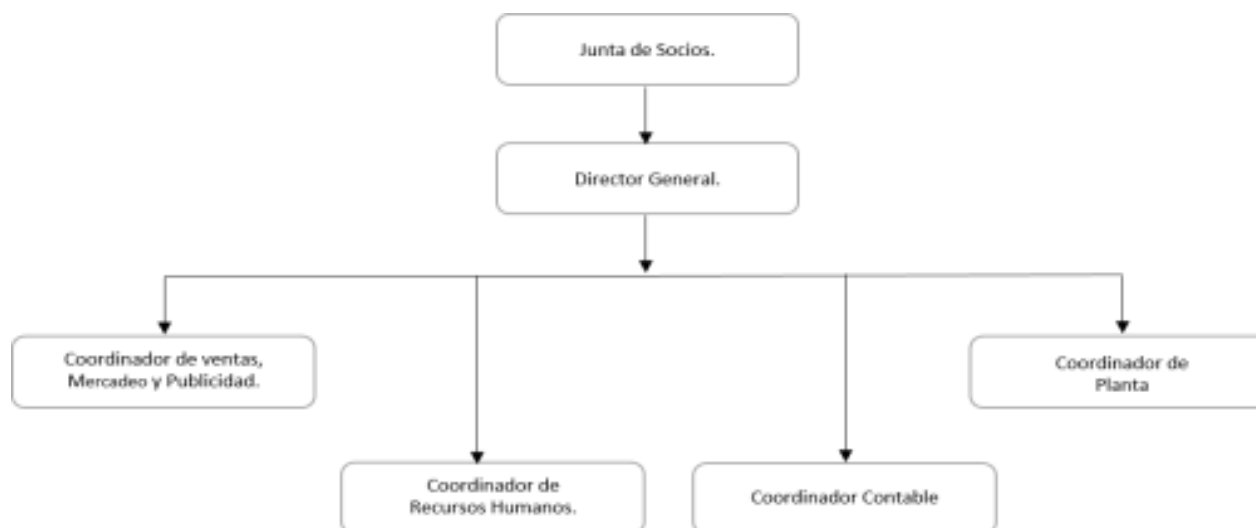 Junta de Socios.
Director General.
Coordinador de ventas,
Mercadeo y Publicidad.
Coordinador de
Planta
Coordinador de
Recursos Humanos.
Coordinador Contable